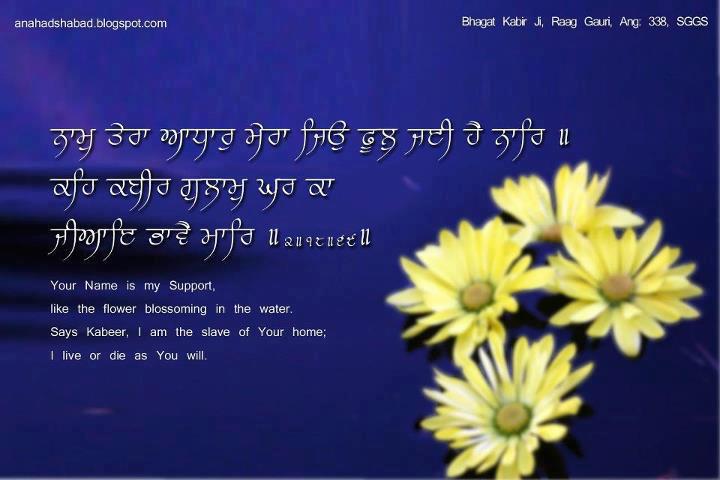 anahadshabad.blogspot.com
Bhagat Kabir Ji, Raag Gauri, Ang: 338, SGGS
ਨਾਮੁ ਤੇਰਾ ਆਧਾਰੁ ਮੇਰਾ ਜਿਓੁ ਫੂਲੁ ਜਈ ਹੈ ਨਾਰਿ ॥
ਕਹਿ ਕਬੀਰ ਗੁਲਾਮੁ ਘਰ ਕਾ
ਜੀਆਇ ਭਾਵੈ ਮਾਰਿ ॥੨॥੧੮॥੬੯॥
Your Name is my Support,
like the flower blossoming in the water.
Says Kabeer, I am the slave of Your home;
I live or die as You will.